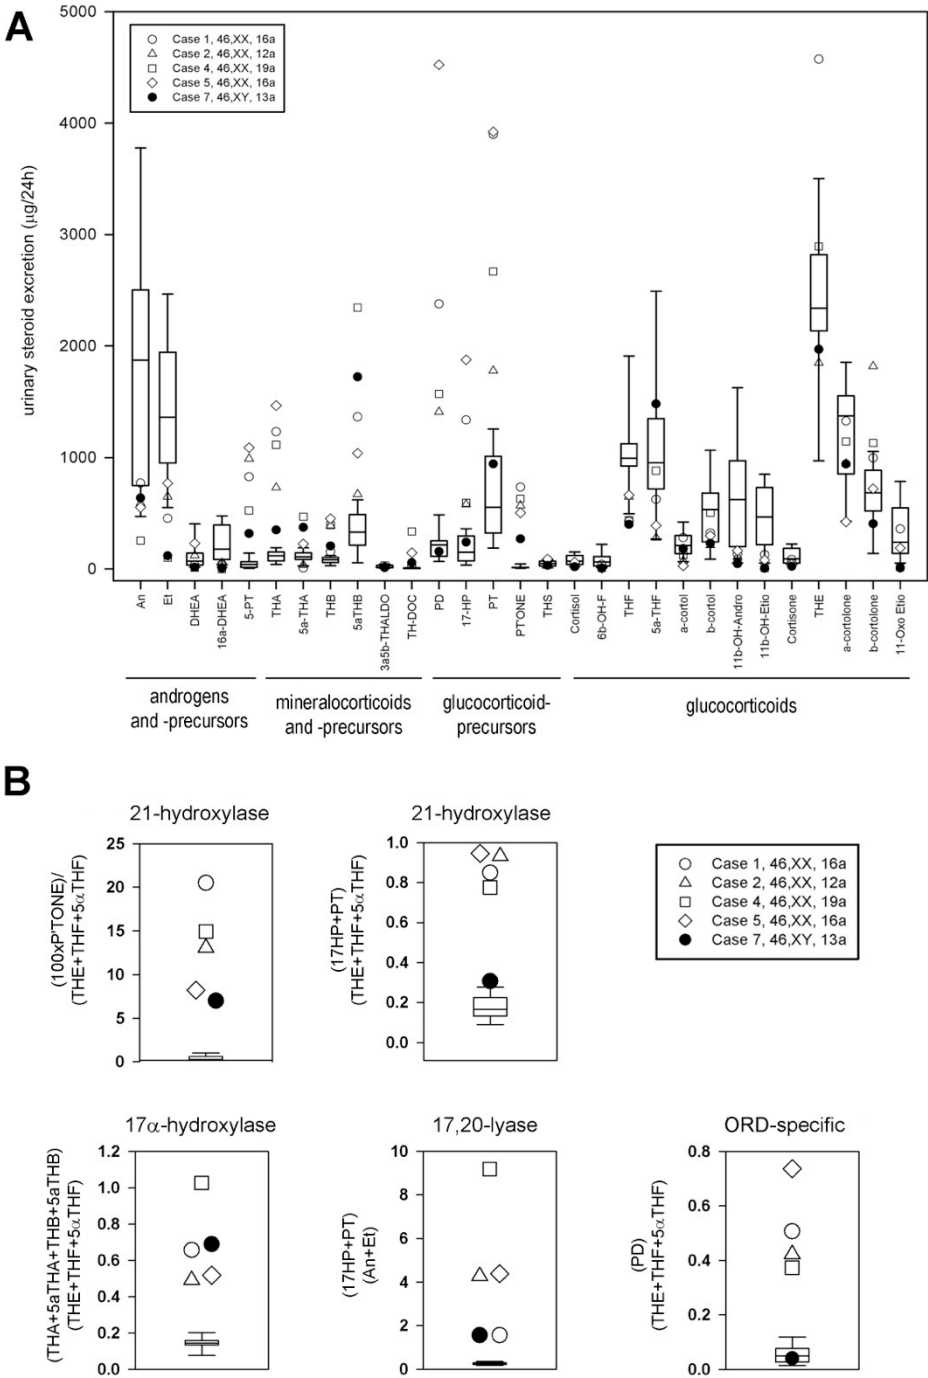 A
Case 1, 46,XX, 16a
Case 2, 46,XX, 12a
Case 4, 46,XX, 19a
Case 5, 46,XX, 16a
Case 7, 46,XY, 13a
urinary steroid excretion (µg/24h)
5000
4000
3000
2000
1000
0
An
Et
DHEA
16a-DHEA
5-PT
THA
5a-THA
THB
5aTHB
3a5b-THALDO
TH-DOC
PD
17-HP
PT
PT'ONE
THS
Cortisol
6b-OH-F
THF
5a-THF
a-cortol
b-cortol
11b-OH-Andro
11b-OH-Etio
Cortisone
THE
a-cortolone
b-cortolone
11-Oxo Etio
androgens
and -precursors
mineralocorticoids
and -precursors
glucocorticoid-
precursors
glucocorticoids
B
21-hydroxylase
(100xP'TONE)/
(THE+THF+5αTHF)
25
20
15
10
5
0
21-hydroxylase
(17HP+PT)
(THE+THF+5αTHF)
1.0
0.8
0.6
0.4
0.2
0.0
Case 1, 46,XX, 16a
Case 2, 46,XX, 12a
Case 4, 46,XX, 19a
Case 5, 46,XX, 16a
Case 7, 46,XY, 13a
17α-hydroxylase
(THA+5aTHA+THB+5aTHB)
(THE+THF+5αTHF)
1.2
1.0
0.8
0.6
0.4
0.2
0.0
17,20-lyase
(17HP+PT)
(An+Et)
10
8
6
4
2
0
ORD-specific
(PD)
(THE+THF+5αTHF)
0.8
0.6
0.4
0.2
0.0